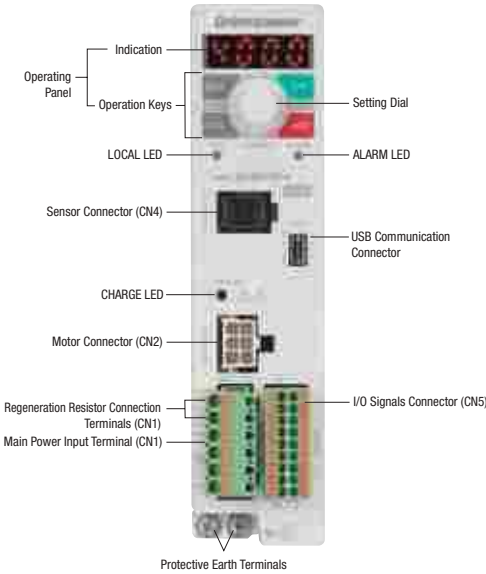 Indication
Operating
Panel
Operation Keys
Setting Dial
LOCAL LED
ALARM LED
Sensor Connector (CN4)
USB Communication
Connector
CHARGE LED
Motor Connector (CN2)
Regeneration Resistor Connection
Terminals (CN1)
I/O Signals Connector (CN5)
Main Power Input Terminal (CN1)
Protective Earth Terminals